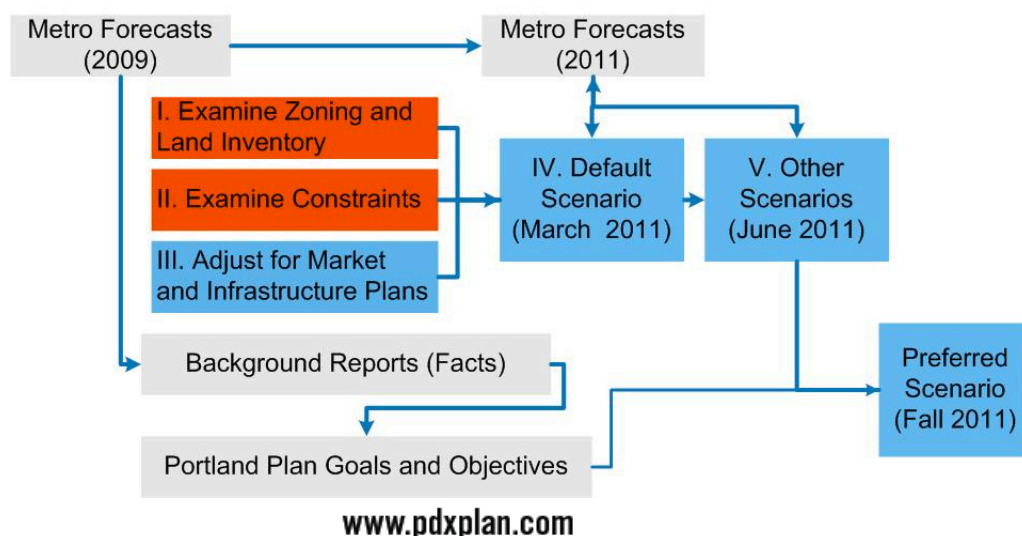 Metro Forecasts
(2009)
Metro Forecasts
(2011)
I. Examine Zoning and
Land Inventory
II. Examine Constraints
III. Adjust for Market
and Infrastructure Plans
IV. Default
Scenario
(March 2011)
V. Other
Scenarios
(June 2011)
Background Reports (Facts)
Preferred
Scenario
(Fall 2011)
Portland Plan Goals and Objectives
www.pdxplan.com